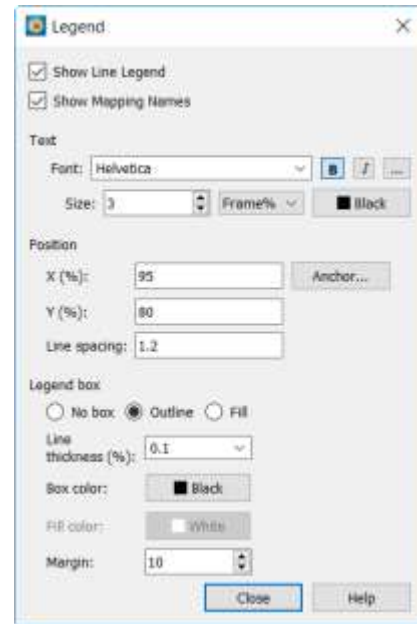 Legend
Show Line Legend
Show Mapping Names
Text
Font: Helvetica B I ...
Size: 3 Frame% Black
Position
X (%): 95 Anchor...
Y (%): 80
Line spacing: 1.2
Legend box
No box Outline Fill
Line
thickness (%): 0.1
Box color: Black
Fill color: White
Margin: 10
Close Help